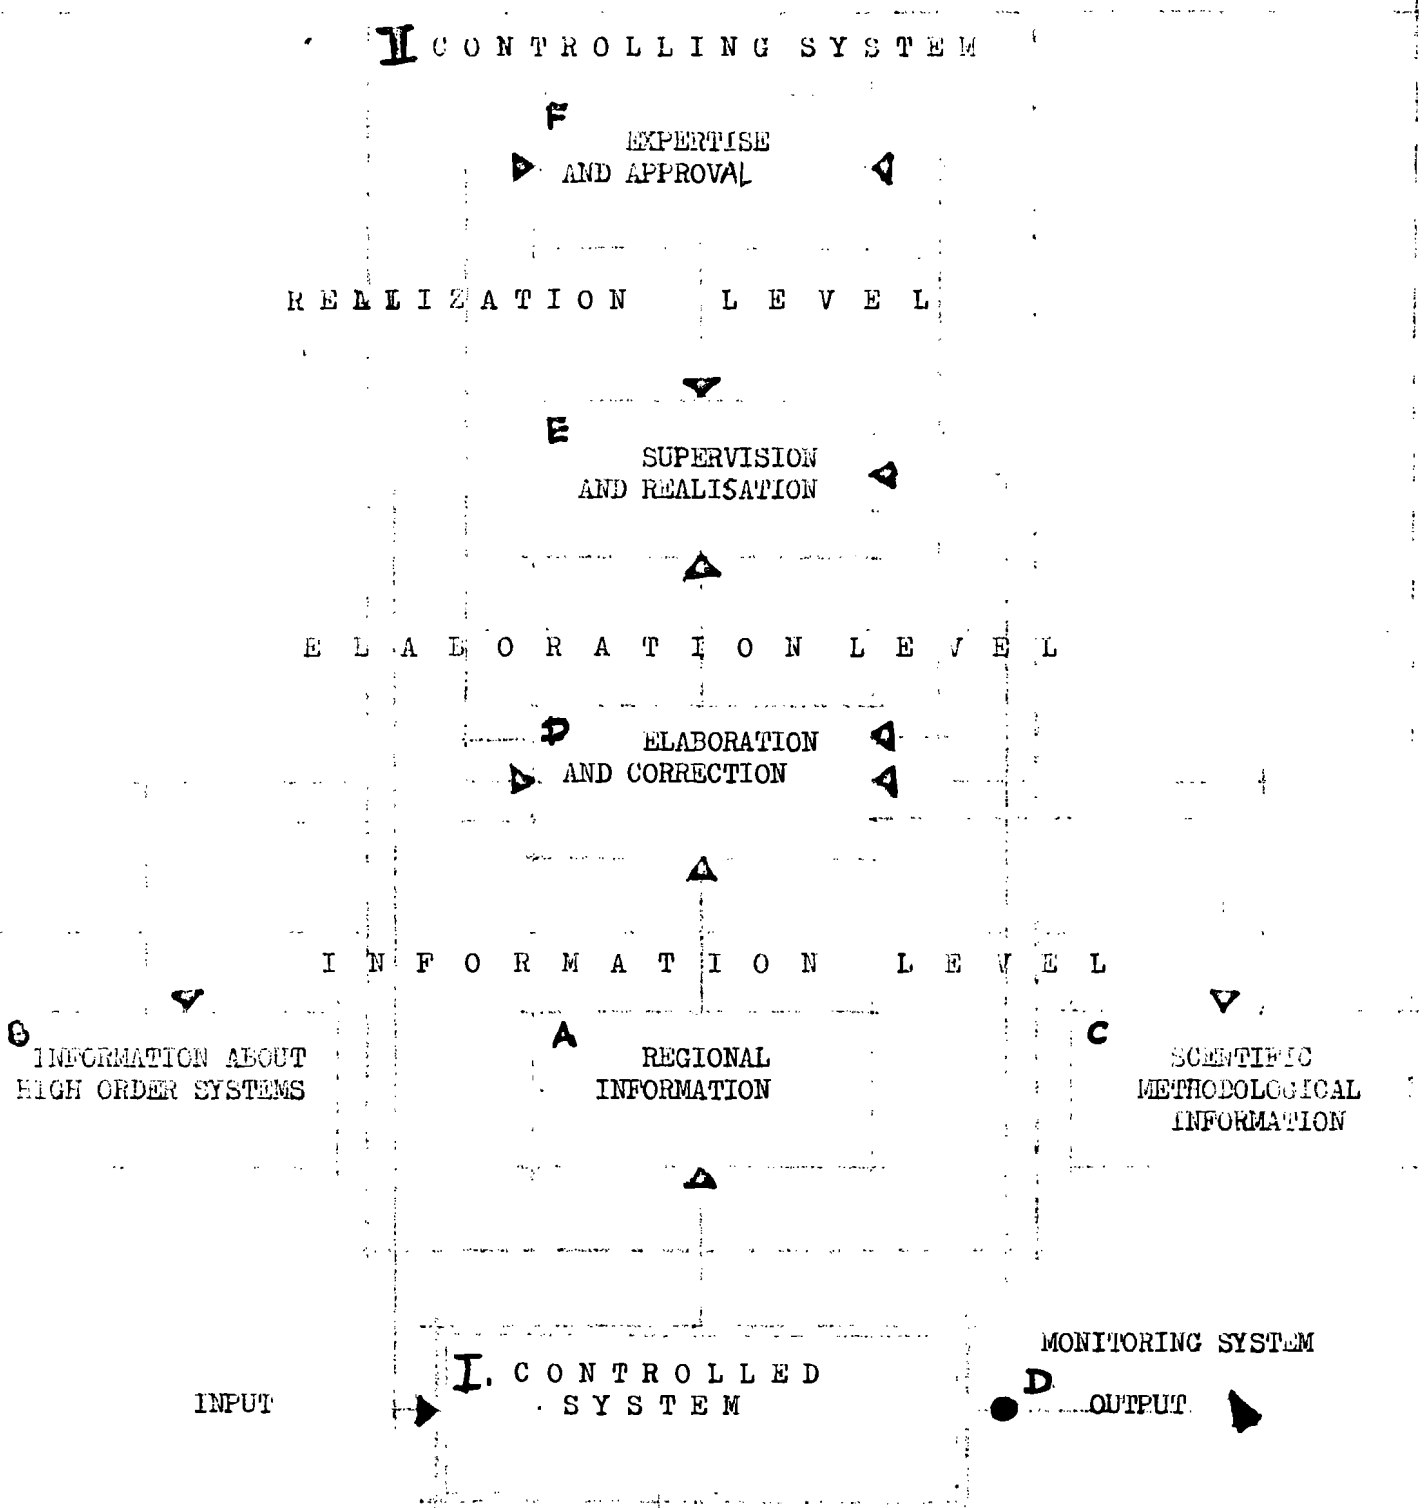 II CONTROLLING SYSTEM
F
EXPERTISE
AND APPROVAL
REALIZATION LEVEL
E
SUPERVISION
AND REALISATION
ELABORATION LEVEL
D
ELABORATION
AND CORRECTION
INFORMATION LEVEL
B
INFORMATION ABOUT
HIGH ORDER SYSTEMS
A
REGIONAL
INFORMATION
C
SCENTIFIC
METHODOLOGICAL
INFORMATION
MONITORING SYSTEM
I. CONTROLLED
SYSTEM
INPUT
D
OUTPUT